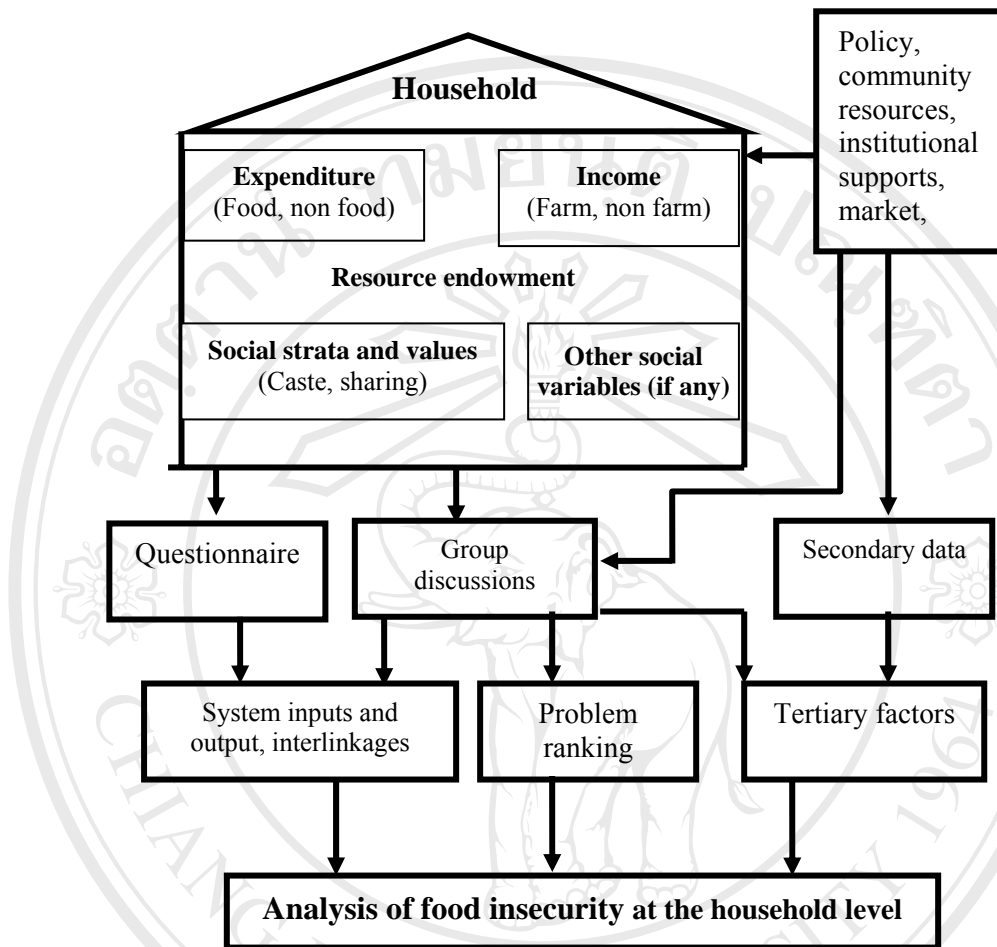 Household
Policy,
community
resources,
institutional
supports,
market,
Expenditure
(Food, non food)
Income
(Farm, non farm)
Resource endowment
Social strata and values
(Caste, sharing)
Other social
variables (if any)
Questionnaire
Group
discussions
Secondary data
System inputs and
output, interlinkages
Problem
ranking
Tertiary factors
Analysis of food insecurity at the household level